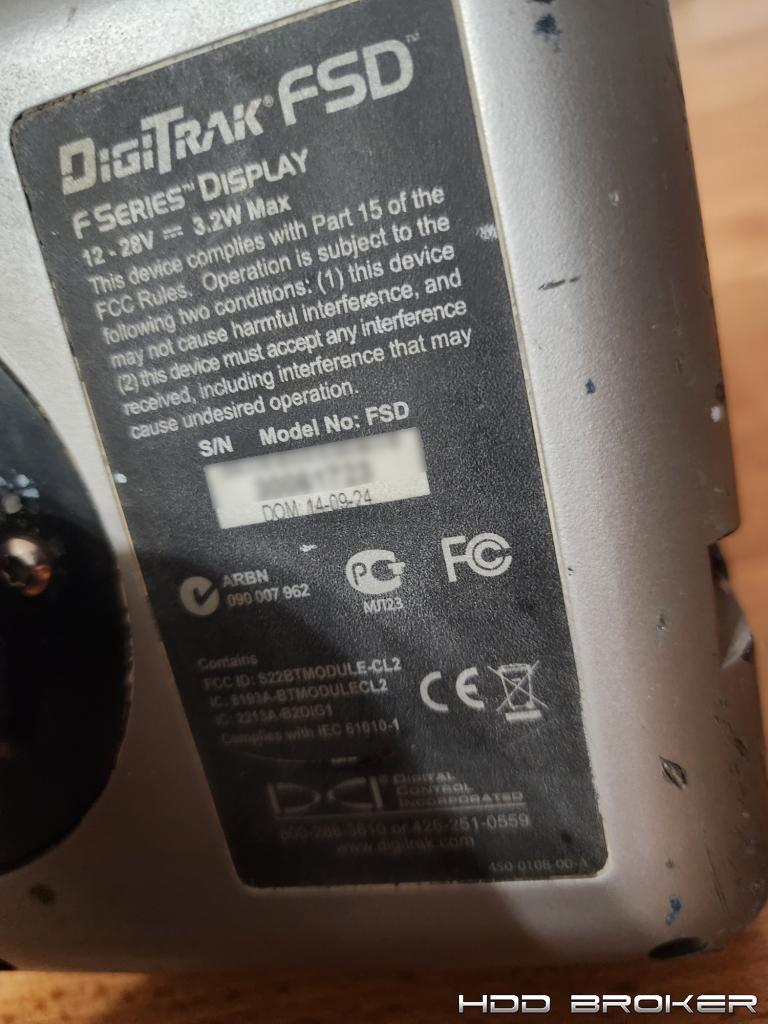 DIGITRAK® FSD™
F SERIES™ DISPLAY
12 - 28V ⎓ 3.2W Max
This device complies with Part 15 of the
FCC Rules. Operation is subject to the
following two conditions: (1) this device
may not cause harmful interference, and
(2) this device must accept any interference
received, including interference that may
cause undesired operation.
S/N Model No: FSD
DOM: 14-09-24
ARBN
090 007 962
PCT
МЛ23
FC
Contains
FCC ID: S22BTMODULE-CL2
IC: 8193A-BTMODULECL2
IC: 2213A-B2DIG1
Complies with IEC 61010-1
CE
DCI® DIGITAL
CONTROL
INCORPORATED
800-288-3610 or 425-251-0559
www.digitrak.com
450-0108-00-A
HDD BROKER